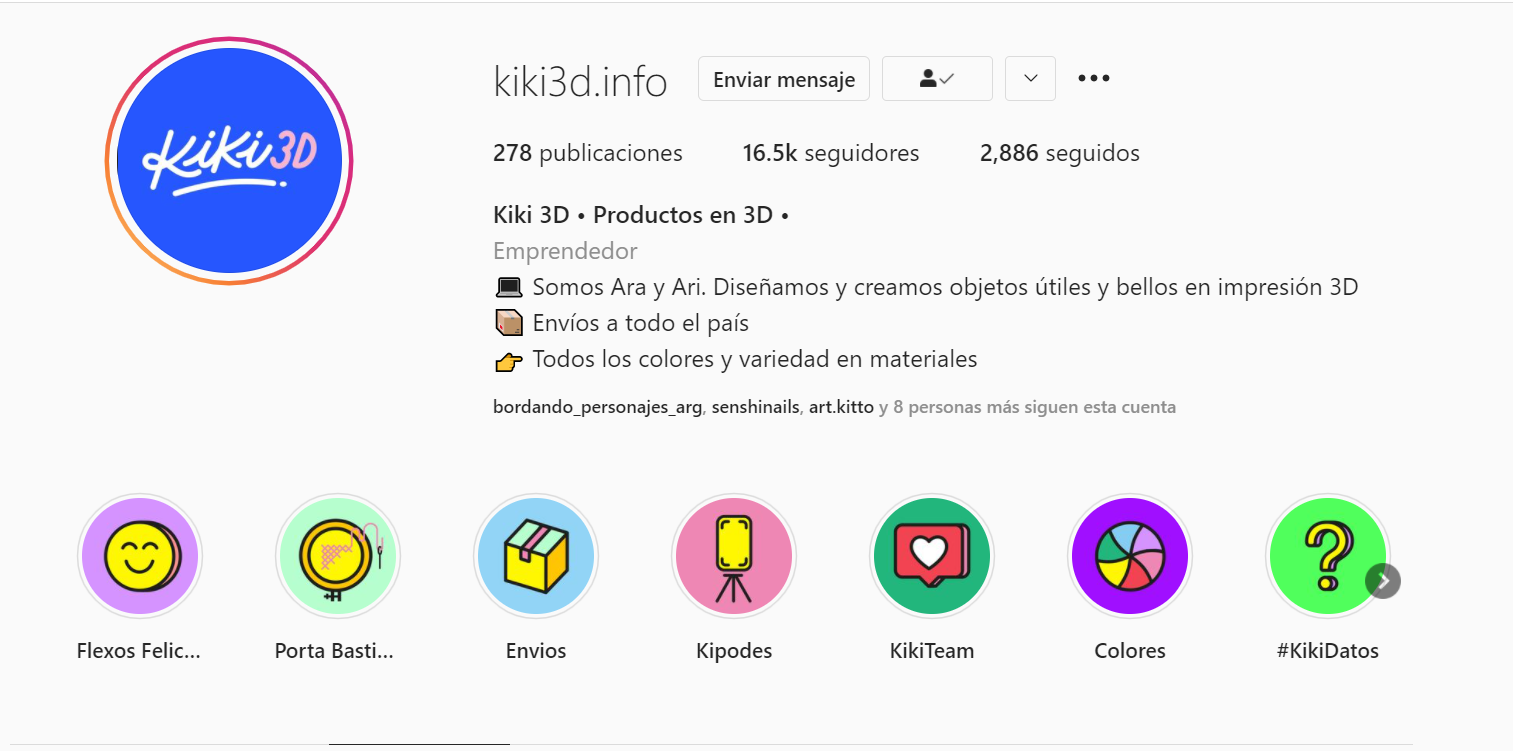 KiKi3D
kiki3d.info
Enviar mensaje
278 publicaciones 16.5k seguidores 2,886 seguidos
Kiki 3D • Productos en 3D •
Emprendedor
💻 Somos Ara y Ari. Diseñamos y creamos objetos útiles y bellos en impresión 3D
📦 Envíos a todo el país
👉 Todos los colores y variedad en materiales
bordando_personajes_arg, senshinails, art.kitto y 8 personas más siguen esta cuenta
Flexos Felic... Porta Basti... Envios Kipodes KikiTeam Colores #KikiDatos